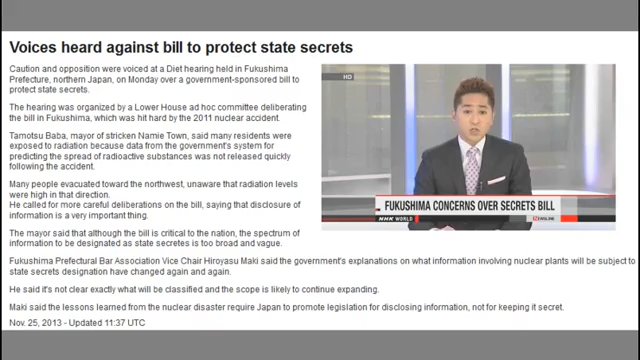 Voices heard against bill to protect state secrets
Caution and opposition were voiced at a Diet hearing held in Fukushima
Prefecture, northern Japan, on Monday over a government-sponsored bill to
protect state secrets.
The hearing was organized by a Lower House ad hoc committee deliberating
the bill in Fukushima, which was hit hard by the 2011 nuclear accident.
Tamotsu Baba, mayor of stricken Namie Town, said many residents were
exposed to radiation because data from the government's system for
predicting the spread of radioactive substances was not released quickly
following the accident.
Many people evacuated toward the northwest, unaware that radiation levels
were high in that direction.
He called for more careful deliberations on the bill, saying that disclosure of
information is a very important thing.
The mayor said that although the bill is critical to the nation, the spectrum of
information to be designated as state secretes is too broad and vague.
HD
FUKUSHIMA CONCERNS OVER SECRETS BILL
NHK WORLD
NEWSLINE
Fukushima Prefectural Bar Association Vice Chair Hiroyasu Maki said the government's explanations on what information involving nuclear plants will be subject to
state secrets designation have changed again and again.
He said it's not clear exactly what will be classified and the scope is likely to continue expanding.
Maki said the lessons learned from the nuclear disaster require Japan to promote legislation for disclosing information, not for keeping it secret.
Nov. 25, 2013 - Updated 11:37 UTC